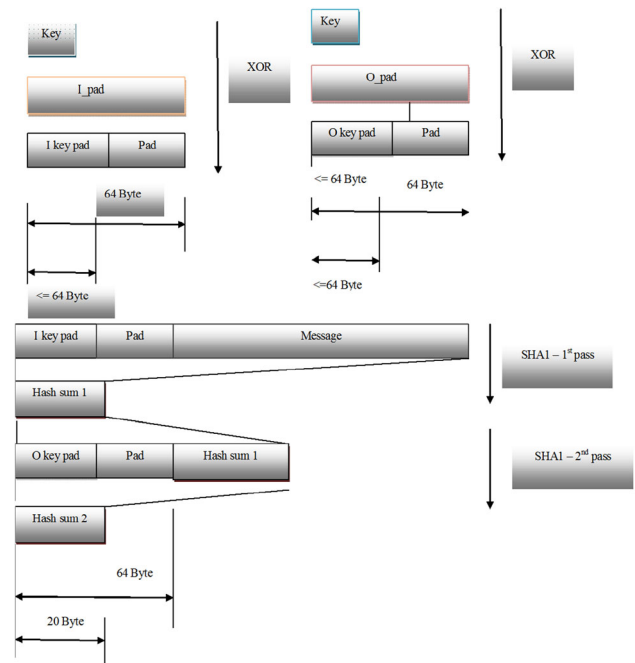 Key
XOR
I_pad
I key pad Pad
64 Byte
<= 64 Byte
Key
XOR
O_pad
O key pad Pad
<= 64 Byte 64 Byte
<=64 Byte
I key pad Pad Message
SHA1 – 1st pass
Hash sum 1
O key pad Pad Hash sum 1
SHA1 – 2nd pass
Hash sum 2
64 Byte
20 Byte